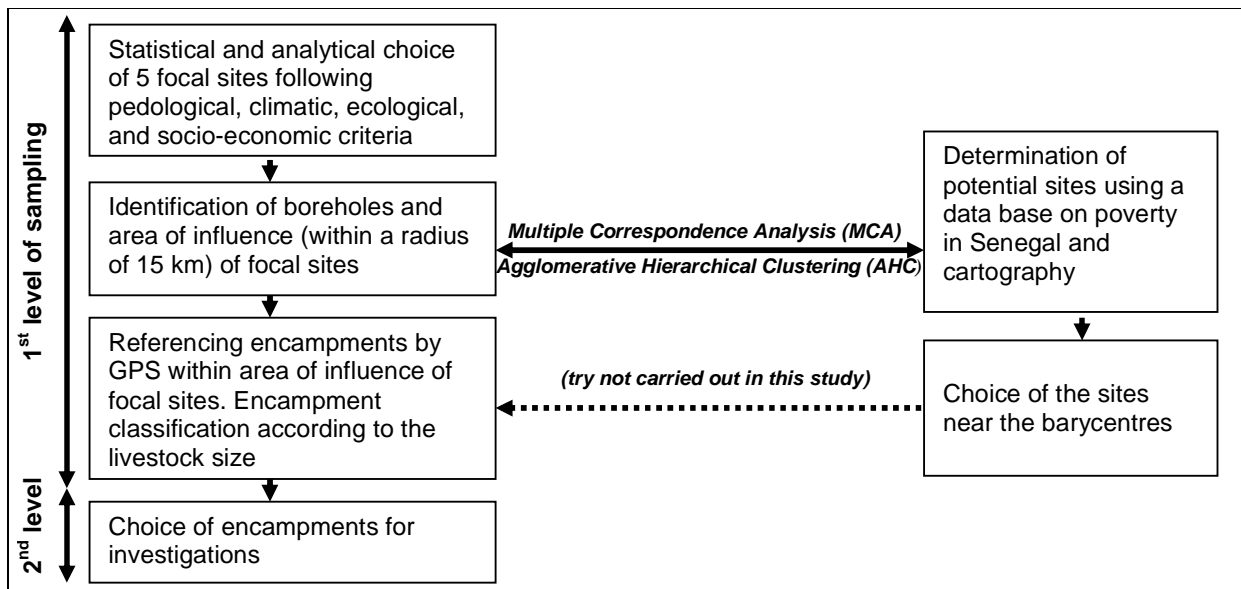 1st level of sampling
2nd level
Statistical and analytical choice
of 5 focal sites following
pedological, climatic, ecological,
and socio-economic criteria
Identification of boreholes and
area of influence (within a radius
of 15 km) of focal sites
Referencing encampments by
GPS within area of influence of
focal sites. Encampment
classification according to the
livestock size
Choice of encampments for
investigations
Multiple Correspondence Analysis (MCA)
Agglomerative Hierarchical Clustering (AHC)
(try not carried out in this study)
Determination of
potential sites using a
data base on poverty
in Senegal and
cartography
Choice of the sites
near the barycentres